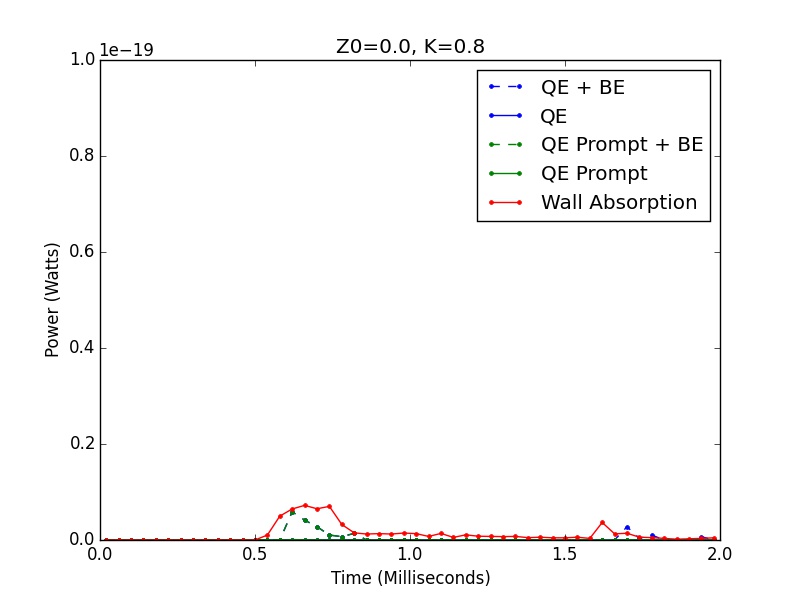 Z0=0.0, K=0.8
1e−19
1.0
0.8
0.6
0.4
0.2
0.0
Power (Watts)
QE + BE
QE
QE Prompt + BE
QE Prompt
Wall Absorption
0.0 0.5 1.0 1.5 2.0
Time (Milliseconds)